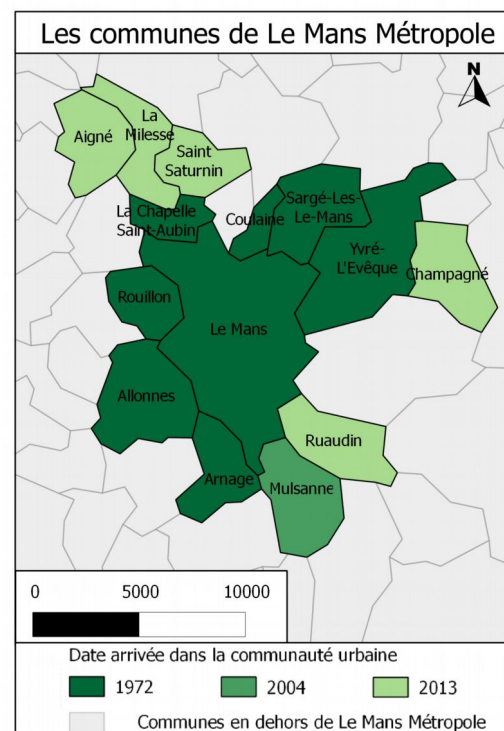 Les communes de Le Mans Métropole
N
La
Milesse
Aigné
Saint
Saturnin
La Chapelle
Saint-Aubin
Coulaine
Sargé-Les-
Le-Mans
Yvré-
L'Evêque
Champagné
Rouillon
Le Mans
Allonnes
Ruaudin
Arnage
Mulsanne
0 5000 10000
Date arrivée dans la communauté urbaine
1972 2004 2013
Communes en dehors de Le Mans Métropole